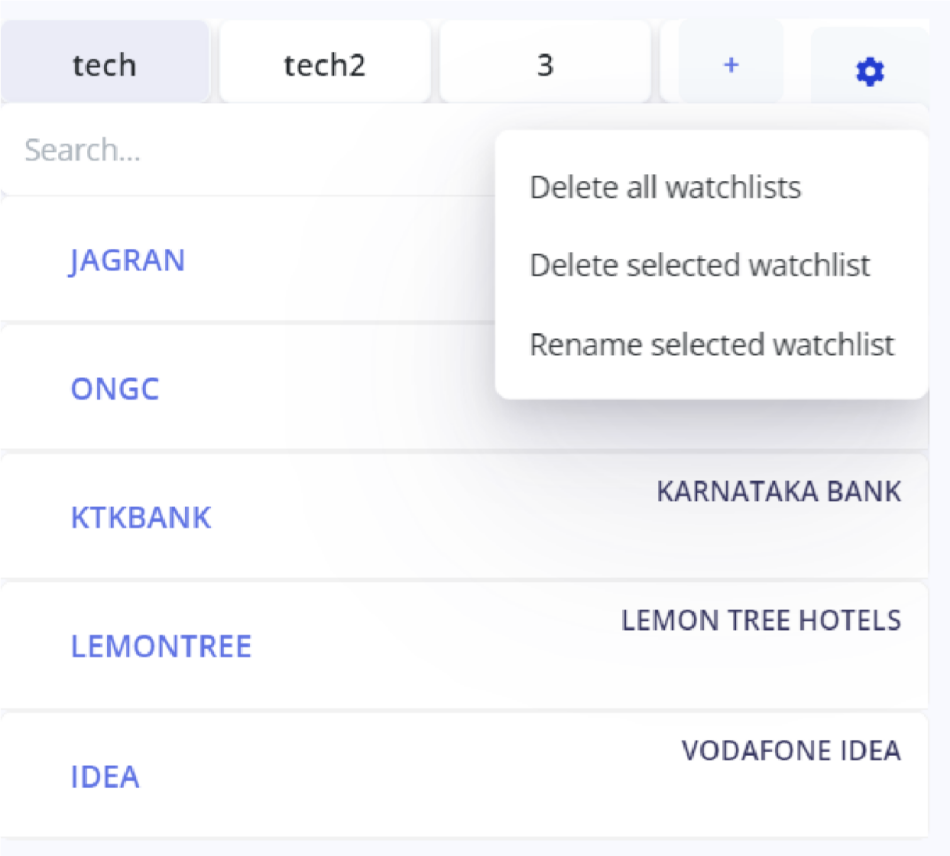 tech tech2 3 +
Search...
Delete all watchlists
JAGRAN
Delete selected watchlist
Rename selected watchlist
ONGC
KARNATAKA BANK
KTKBANK
LEMON TREE HOTELS
LEMONTREE
VODAFONE IDEA
IDEA